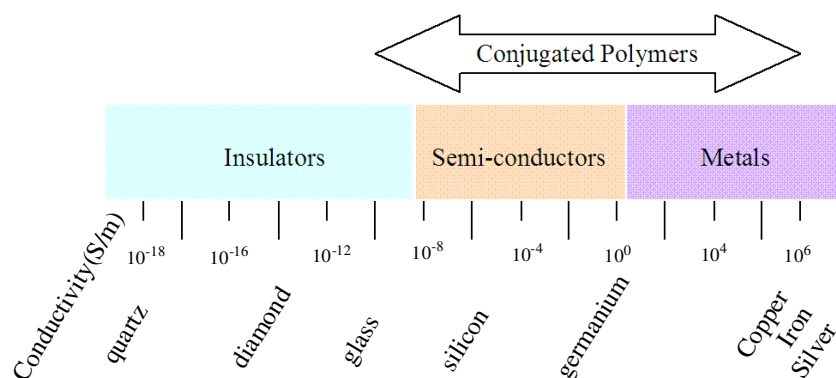 Conjugated Polymers
Insulators Semi-conductors Metals
Conductivity(S/m) 10⁻¹⁸ 10⁻¹⁶ 10⁻¹² 10⁻⁸ 10⁻⁴ 10⁰ 10⁴ 10⁶
quartz diamond glass silicon germanium Copper Iron Silver